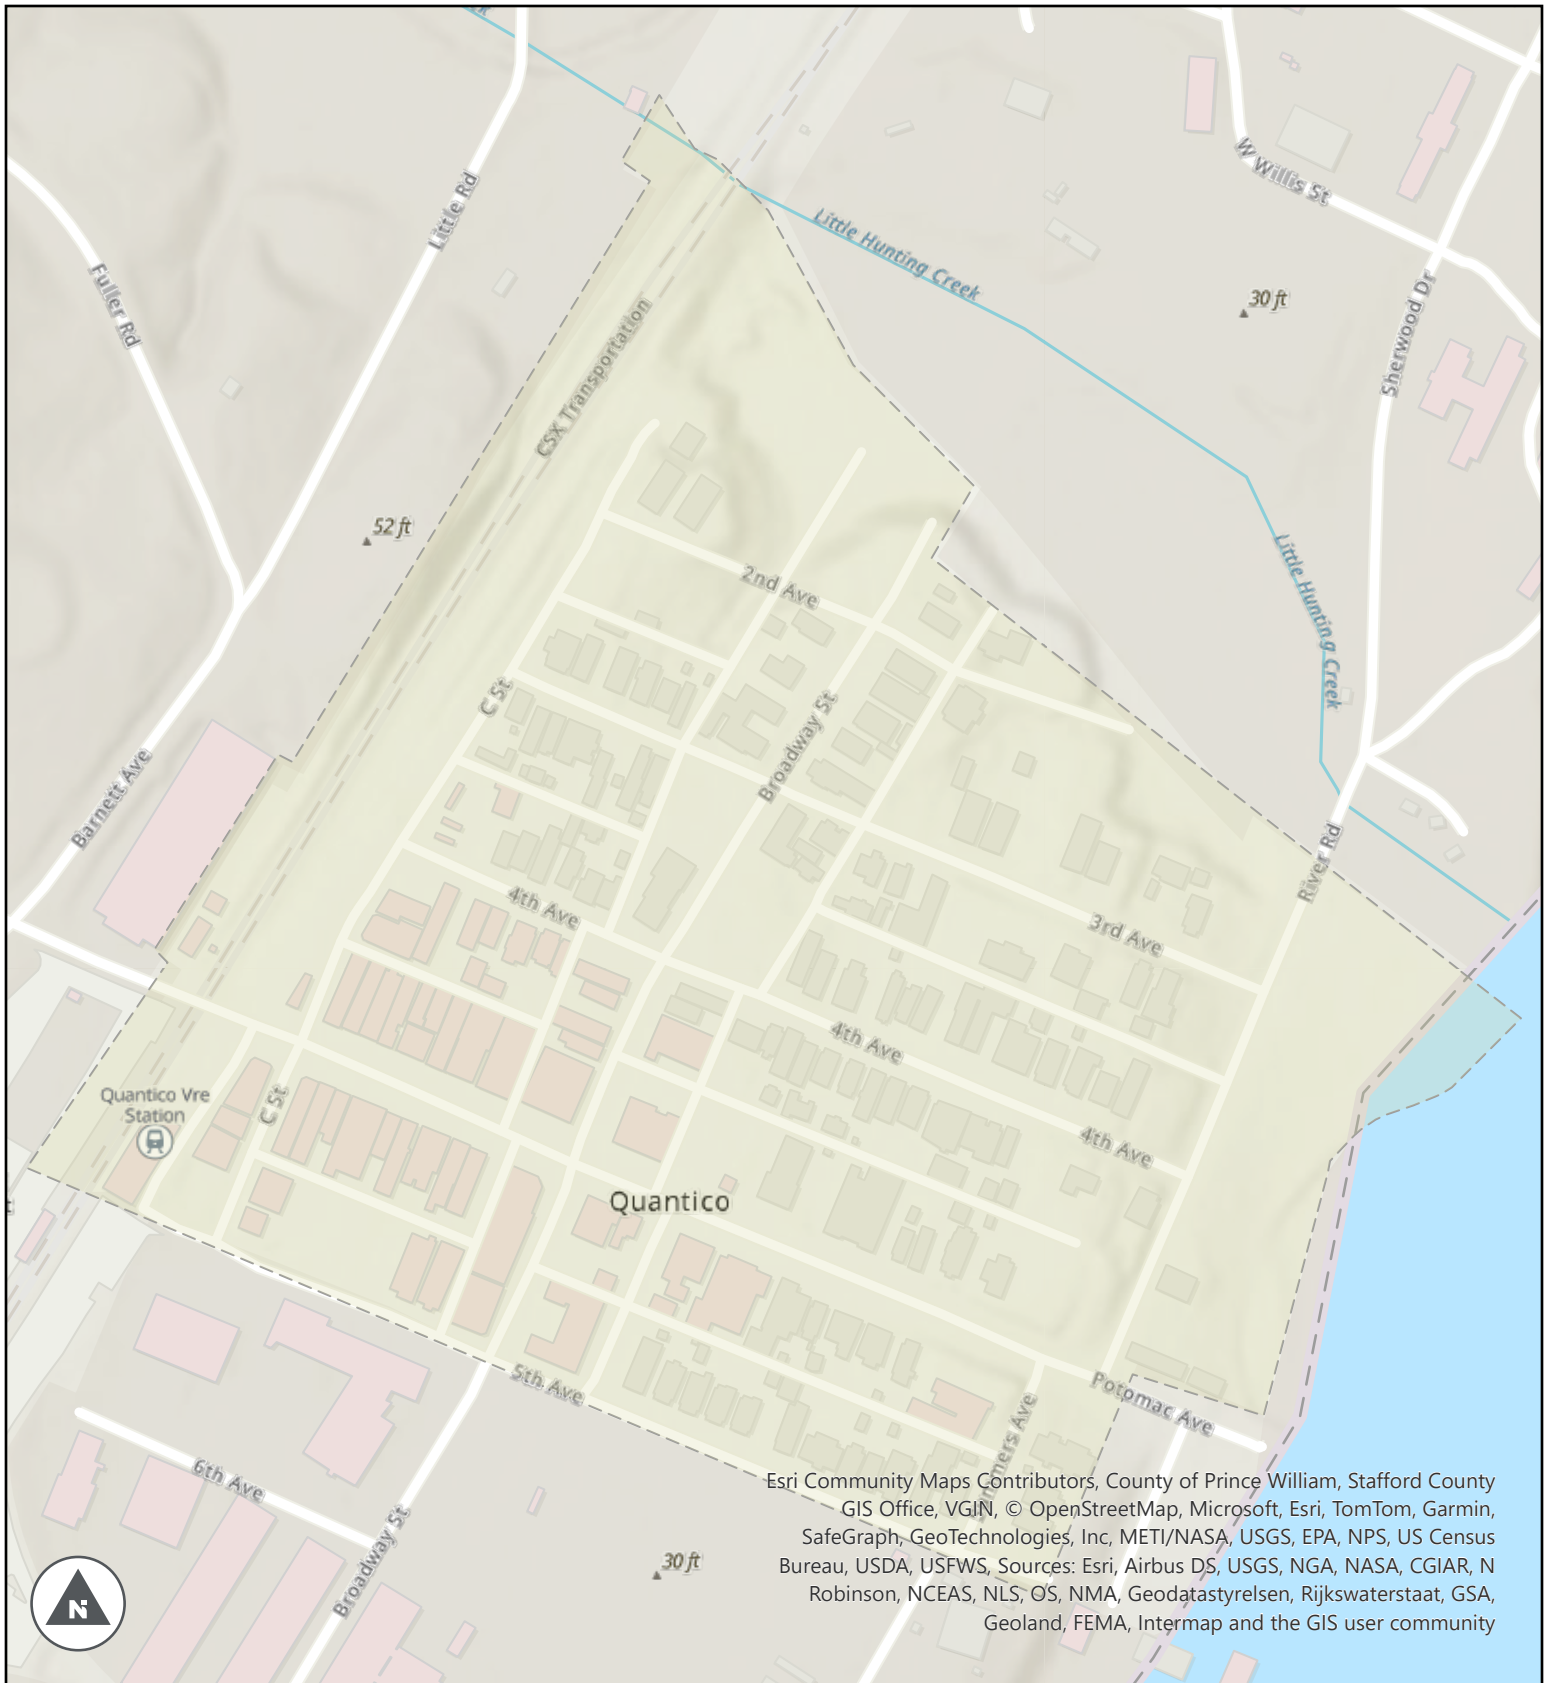 W Willis St
Little Rd
Little Hunting Creek
Fuller Rd
30 ft
Sherwood Dr
CSX Transportation
52 ft
Little Hunting Creek
2nd Ave
C St
Broadway St
Barnett Ave
River Rd
4th Ave
3rd Ave
4th Ave
Quantico Vre
Station
C St
4th Ave
Quantico
5th Ave
Potomac Ave
6th Ave
Broadway St
30 ft
N
Esri Community Maps Contributors, County of Prince William, Stafford County
GIS Office, VGIN, © OpenStreetMap, Microsoft, Esri, TomTom, Garmin,
SafeGraph, GeoTechnologies, Inc, METI/NASA, USGS, EPA, NPS, US Census
Bureau, USDA, USFWS, Sources: Esri, Airbus DS, USGS, NGA, NASA, CGIAR, N
Robinson, NCEAS, NLS, OS, NMA, Geodatastyrelsen, Rijkswaterstaat, GSA,
Geoland, FEMA, Intermap and the GIS user community